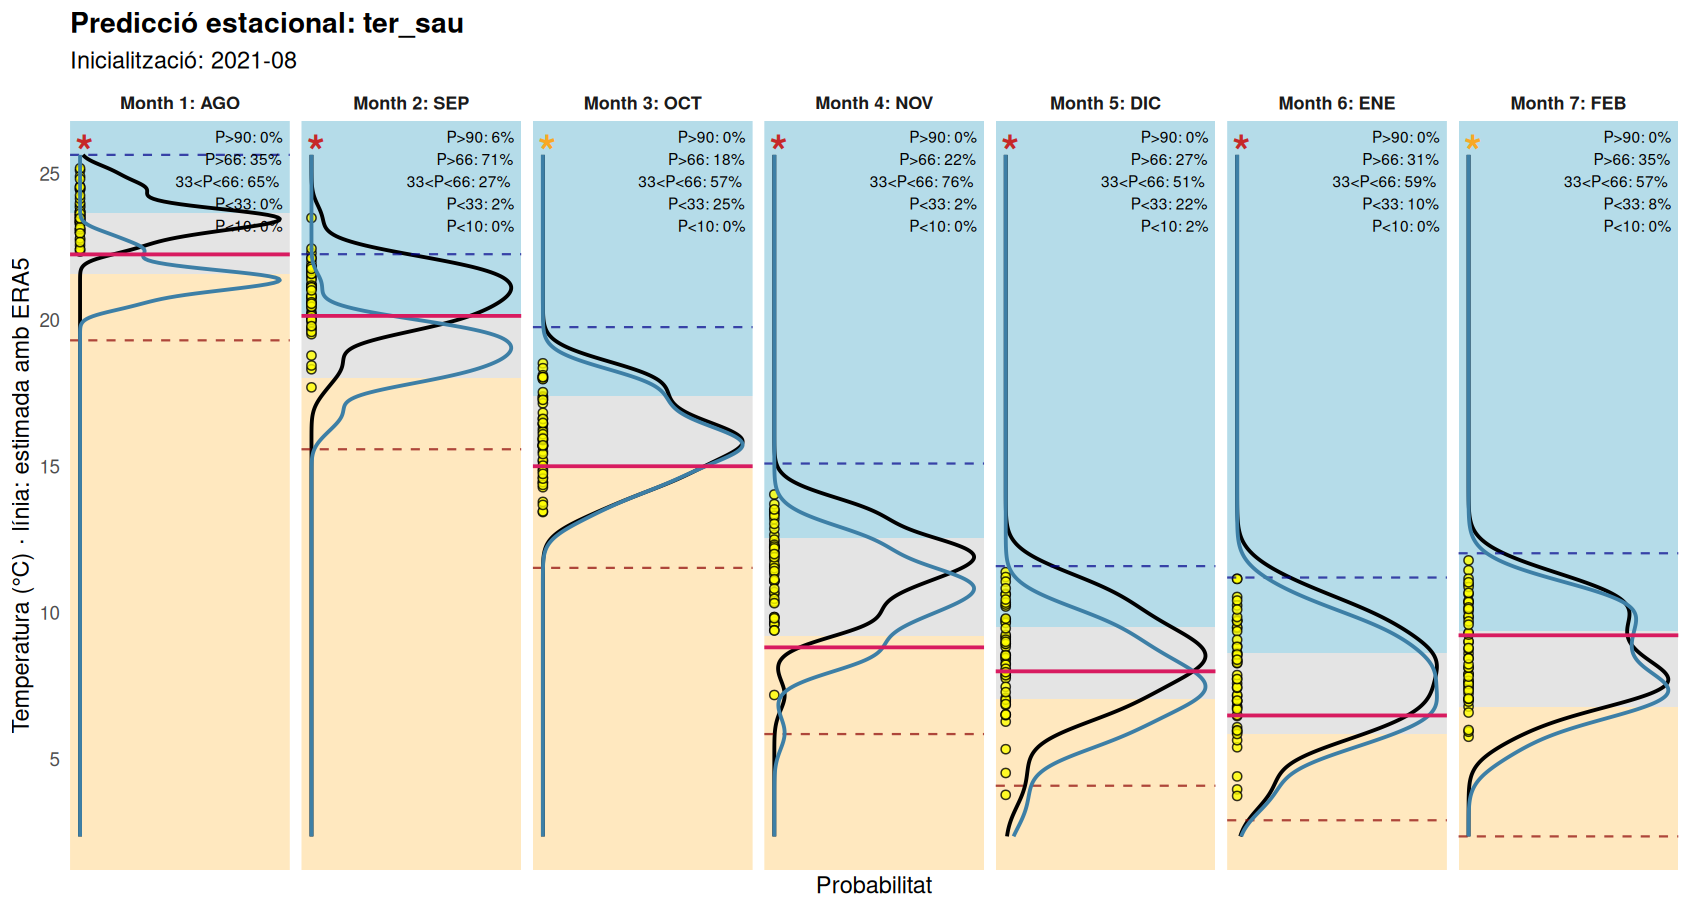 Predicció estacional: ter_sau
Inicialització: 2021-08
Month 1: AGO
Month 2: SEP
Month 3: OCT
Month 4: NOV
Month 5: DIC
Month 6: ENE
Month 7: FEB
P>90: 0%
P>66: 35%
33<P<66: 65%
P<33: 0%
P<10: 0%
P>90: 6%
P>66: 71%
33<P<66: 27%
P<33: 2%
P<10: 0%
P>90: 0%
P>66: 18%
33<P<66: 57%
P<33: 25%
P<10: 0%
P>90: 0%
P>66: 22%
33<P<66: 76%
P<33: 2%
P<10: 0%
P>90: 0%
P>66: 27%
33<P<66: 51%
P<33: 22%
P<10: 2%
P>90: 0%
P>66: 31%
33<P<66: 59%
P<33: 10%
P<10: 0%
P>90: 0%
P>66: 35%
33<P<66: 57%
P<33: 8%
P<10: 0%
25
20
15
10
5
Temperatura (°C) · línia: estimada amb ERA5
Probabilitat